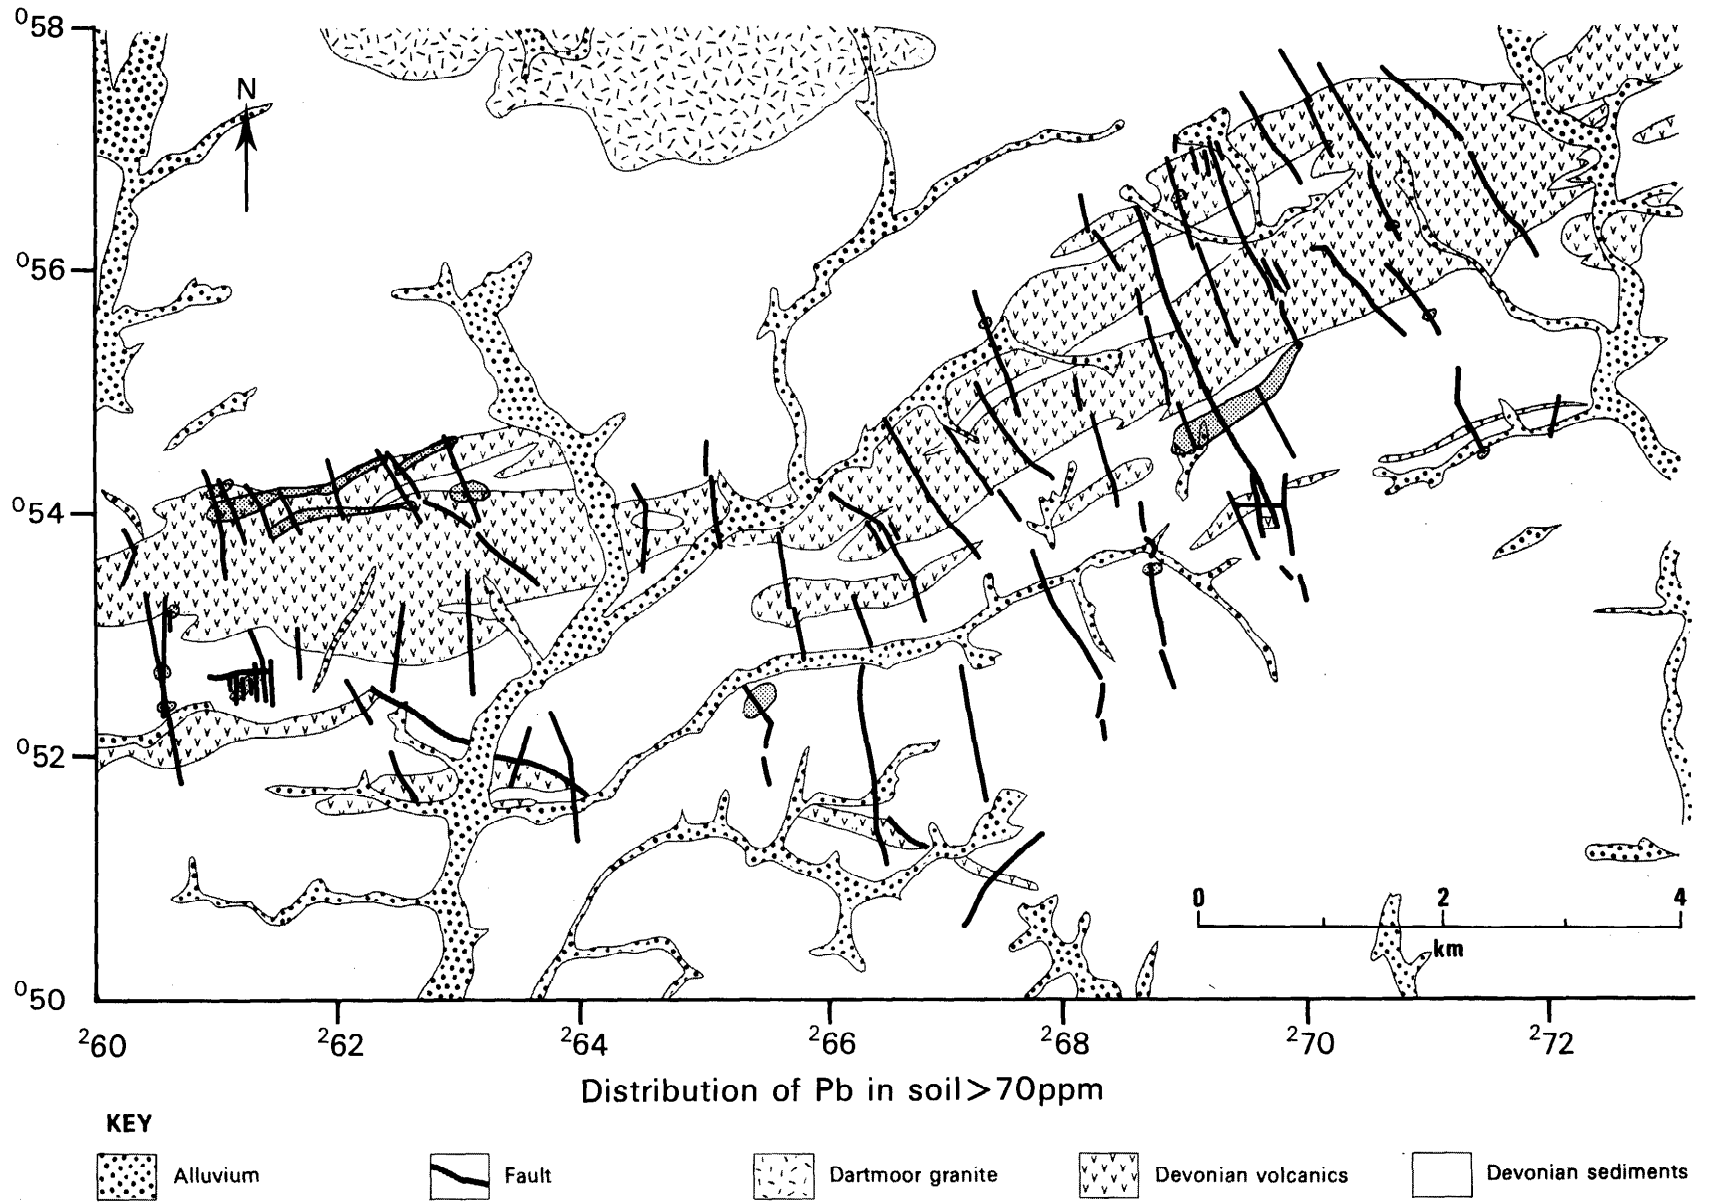 ⁰58
N
⁰56
⁰54
⁰52
0 2 4
km
⁰50
²60 ²62 ²64 ²66 ²68 ²70 ²72
Distribution of Pb in soil>70ppm
KEY
Alluvium Fault Dartmoor granite Devonian volcanics Devonian sediments